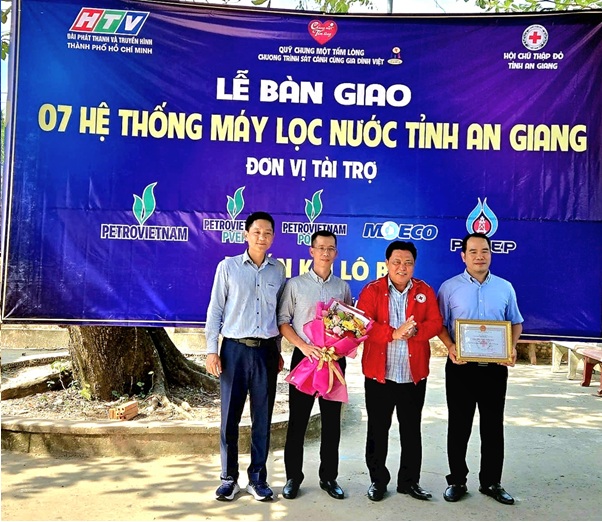 HTV
ĐÀI PHÁT THANH VÀ TRUYỀN HÌNH
THÀNH PHỐ HỒ CHÍ MINH
QUỸ CHUNG MỘT TẤM LÒNG
CHƯƠNG TRÌNH SÁT CÁNH CÙNG GIA ĐÌNH VIỆT
HỘI CHỮ THẬP ĐỎ
TỈNH AN GIANG
LỄ BÀN GIAO
07 HỆ THỐNG MÁY LỌC NƯỚC TỈNH AN GIANG
ĐƠN VỊ TÀI TRỢ
PETROVIETNAM
PETROVIETNAM
PETROVIETNAM
MOECO
LÔ